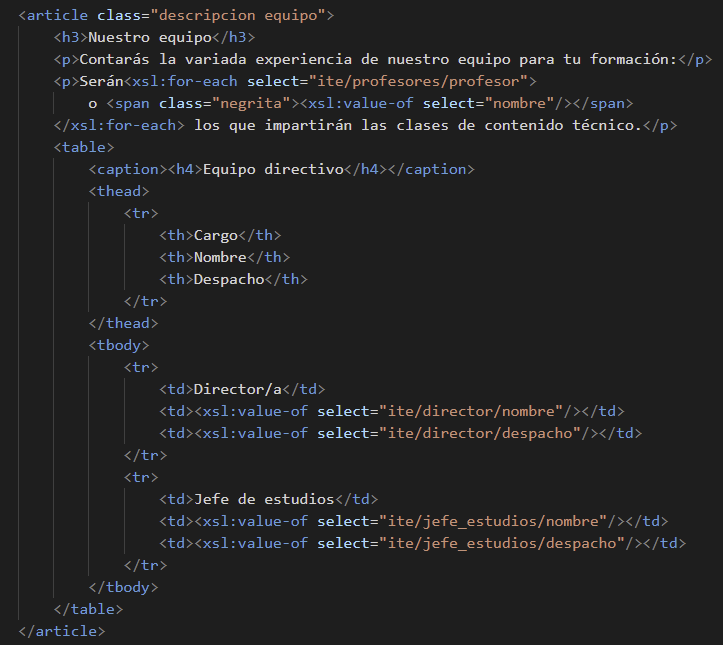 <article class="descripcion equipo">
    <h3>Nuestro equipo</h3>
    <p>Contarás la variada experiencia de nuestro equipo para tu formación:</p>
    <p>Serán<xsl:for-each select="ite/profesores/profesor">
        o <span class="negrita"><xsl:value-of select="nombre"/></span>
    </xsl:for-each> los que impartirán las clases de contenido técnico.</p>
    <table>
        <caption><h4>Equipo directivo</h4></caption>
        <thead>
            <tr>
                <th>Cargo</th>
                <th>Nombre</th>
                <th>Despacho</th>
            </tr>
        </thead>
        <tbody>
            <tr>
                <td>Director/a</td>
                <td><xsl:value-of select="ite/director/nombre"/></td>
                <td><xsl:value-of select="ite/director/despacho"/></td>
            </tr>
            <tr>
                <td>Jefe de estudios</td>
                <td><xsl:value-of select="ite/jefe_estudios/nombre"/></td>
                <td><xsl:value-of select="ite/jefe_estudios/despacho"/></td>
            </tr>
        </tbody>
    </table>
</article>